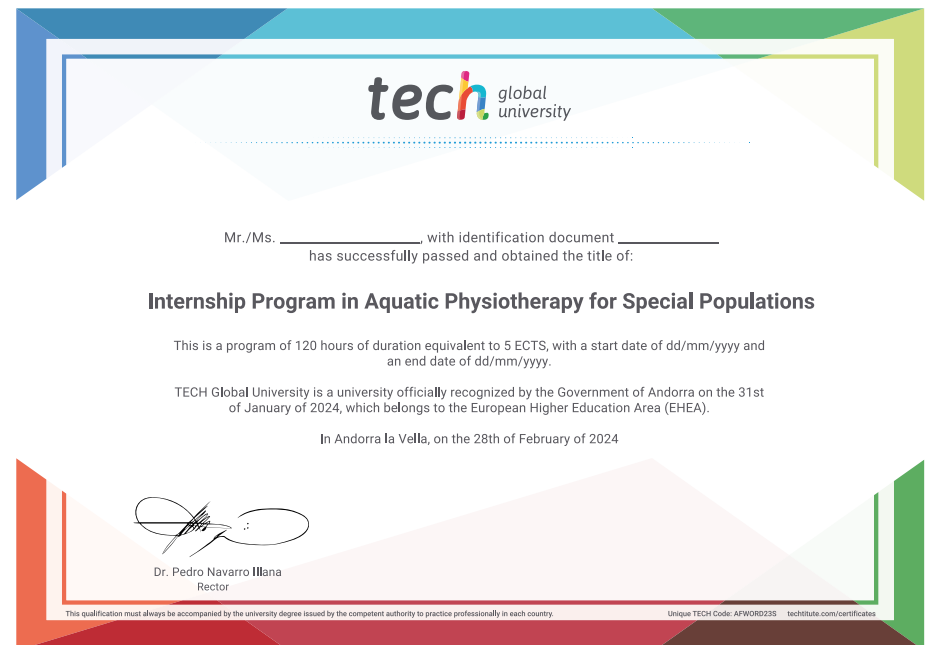 tech global
university
Mr./Ms. ____________________, with identification document ______________
has successfully passed and obtained the title of:
Internship Program in Aquatic Physiotherapy for Special Populations
This is a program of 120 hours of duration equivalent to 5 ECTS, with a start date of dd/mm/yyyy and
an end date of dd/mm/yyyy.
TECH Global University is a university officially recognized by the Government of Andorra on the 31st
of January of 2024, which belongs to the European Higher Education Area (EHEA).
In Andorra la Vella, on the 28th of February of 2024
Dr. Pedro Navarro Illana
Rector
This qualification must always be accompanied by the university degree issued by the competent authority to practice professionally in each country.
Unique TECH Code: AFWORD23S techtitute.com/certificates